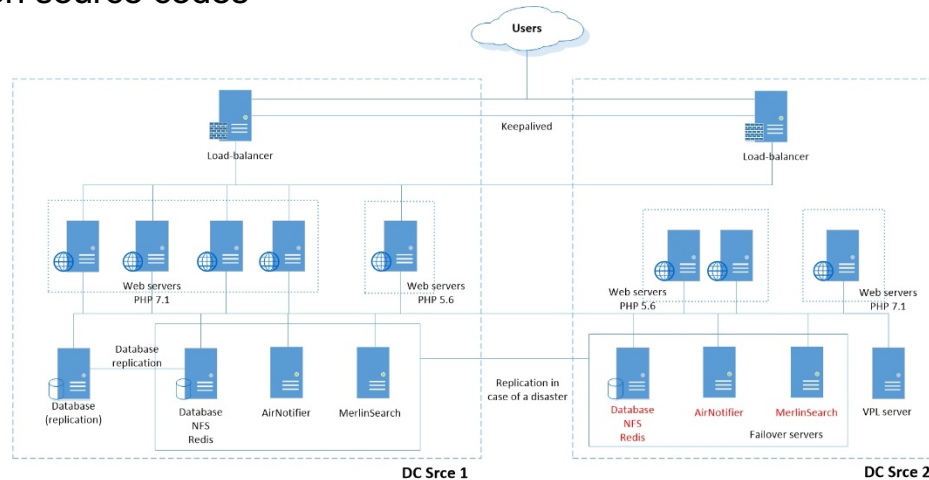 Users
Keepalived
Load-balancer
Load-balancer
Web servers
PHP 7.1
Web servers
PHP 5.6
Web servers
PHP 5.6
Web servers
PHP 7.1
Database
replication
Database
(replication)
Database
NFS
Redis
AirNotifier
MerlinSearch
Replication in
case of a disaster
Database
NFS
Redis
AirNotifier
MerlinSearch
VPL server
Failover servers
DC Srce 1
DC Srce 2